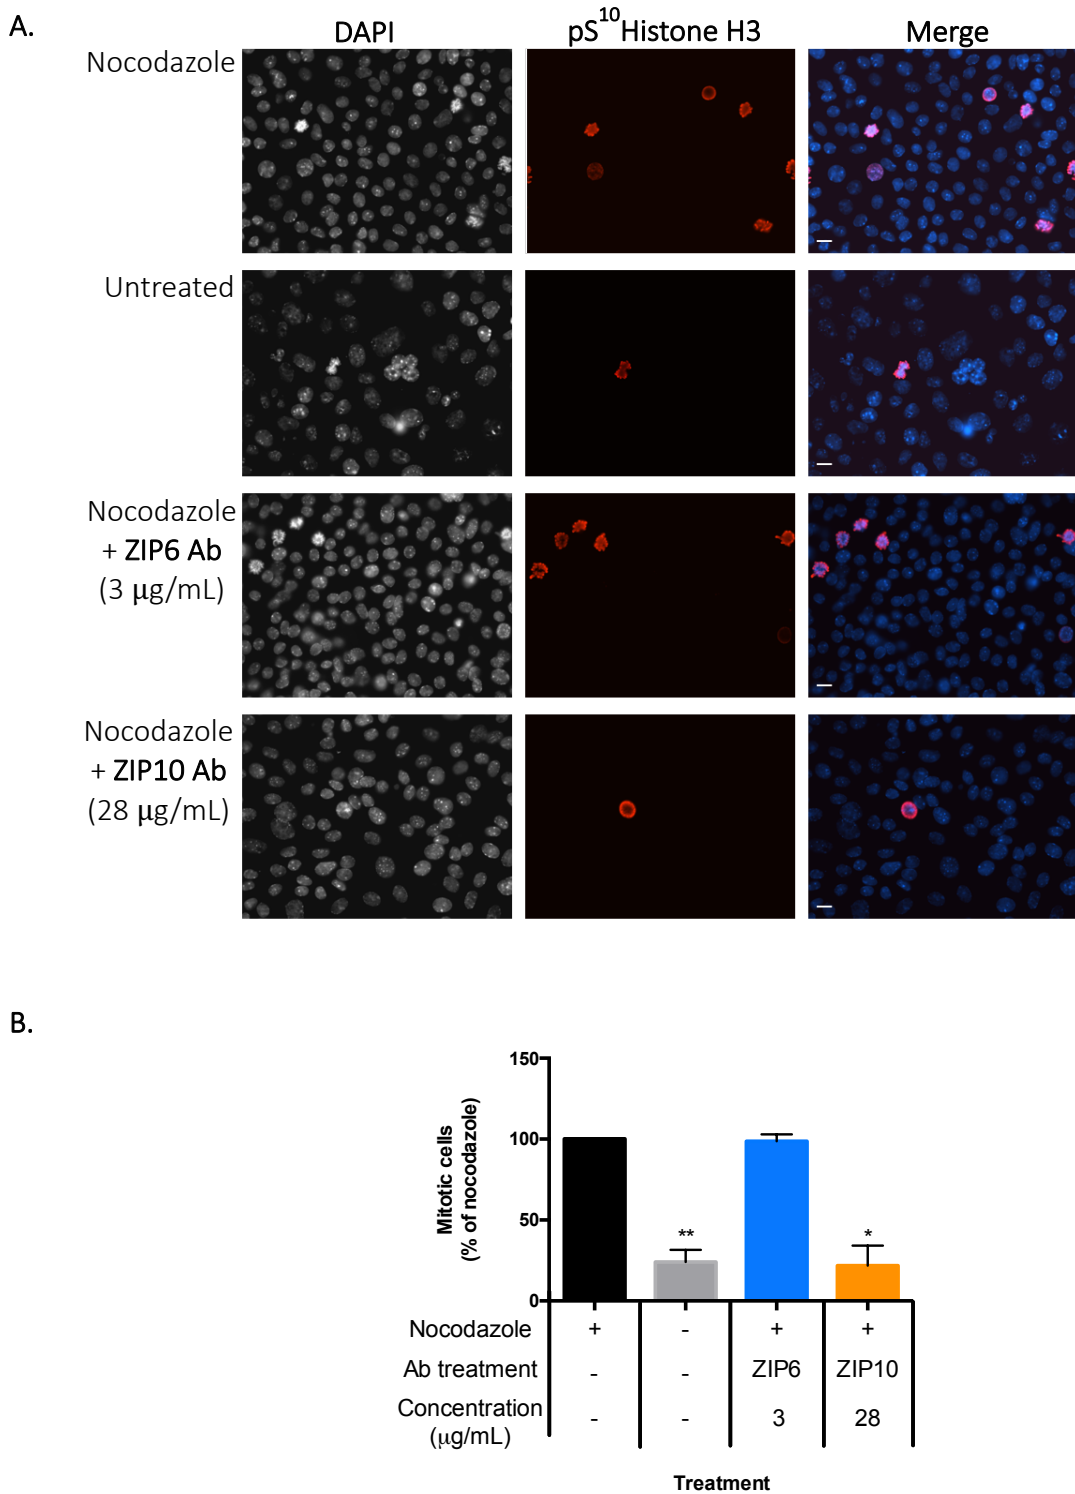 A.
DAPI
pS10Histone H3
Merge
Nocodazole
Untreated
Nocodazole
+ ZIP6 Ab
(3 μg/mL)
Nocodazole
+ ZIP10 Ab
(28 μg/mL)
B.
Mitotic cells
(% of nocodazole)
150
100
50
0
**
*
Nocodazole + - + +
Ab treatment - - ZIP6 ZIP10
Concentration - - 3 28
(μg/mL)
Treatment